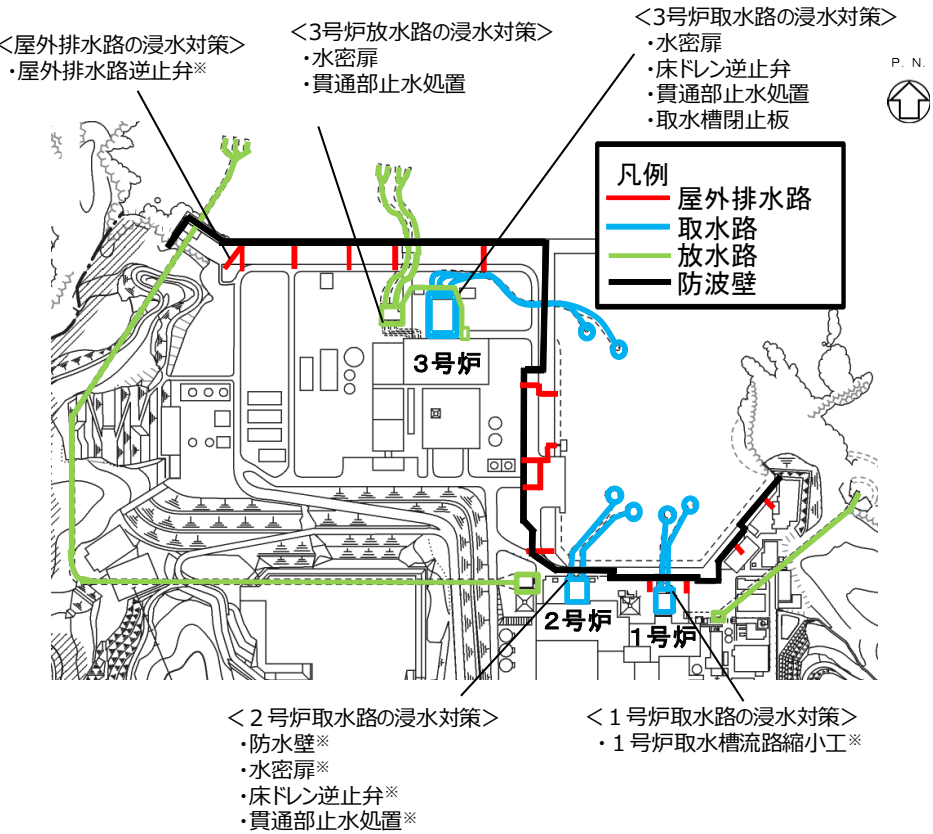 ＜屋外排水路の浸水対策＞
・屋外排水路逆止弁※
＜3号炉放水路の浸水対策＞
・水密扉
・貫通部止水処置
＜3号炉取水路の浸水対策＞
・水密扉
・床ドレン逆止弁
・貫通部止水処置
・取水槽閉止板
P. N.
凡例
屋外排水路
取水路
放水路
防波壁
3号炉
2号炉
1号炉
＜２号炉取水路の浸水対策＞
・防水壁※
・水密扉※
・床ドレン逆止弁※
・貫通部止水処置※
＜１号炉取水路の浸水対策＞
・１号炉取水槽流路縮小工※